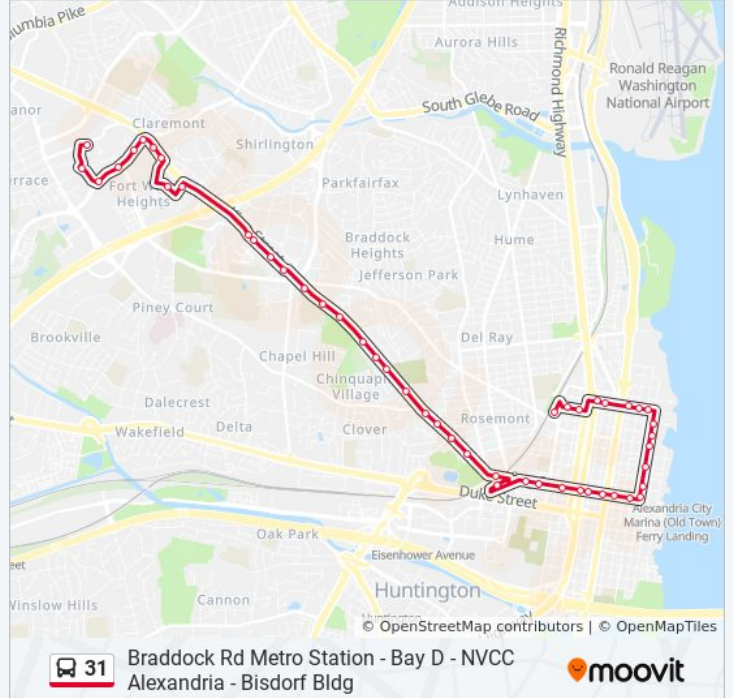 umbia Pike
Addison Heights
Aurora Hills
Richmond Highway
Ronald Reagan
Washington
National Airport
South Glebe Road
anor
Claremont
Shirlington
errace
Fort W
Heights
Parkfairfax
Lynhaven
Braddock
Heights
Hume
Jefferson Park
Piney Court
Brookville
Chapel Hill
Del Ray
Chinquap
Village
Dalecrest
Rosemont
Wakefield
Delta
Clover
Duke Street
Alexandria City
Marina (Old Town)
Ferry Landing
Oak Park
Eisenhower Avenue
eet
Huntington
Winslow Hills
Cannon
© OpenStreetMap contributors | © OpenMapTiles
31
Braddock Rd Metro Station - Bay D - NVCC
Alexandria - Bisdorf Bldg
moovit